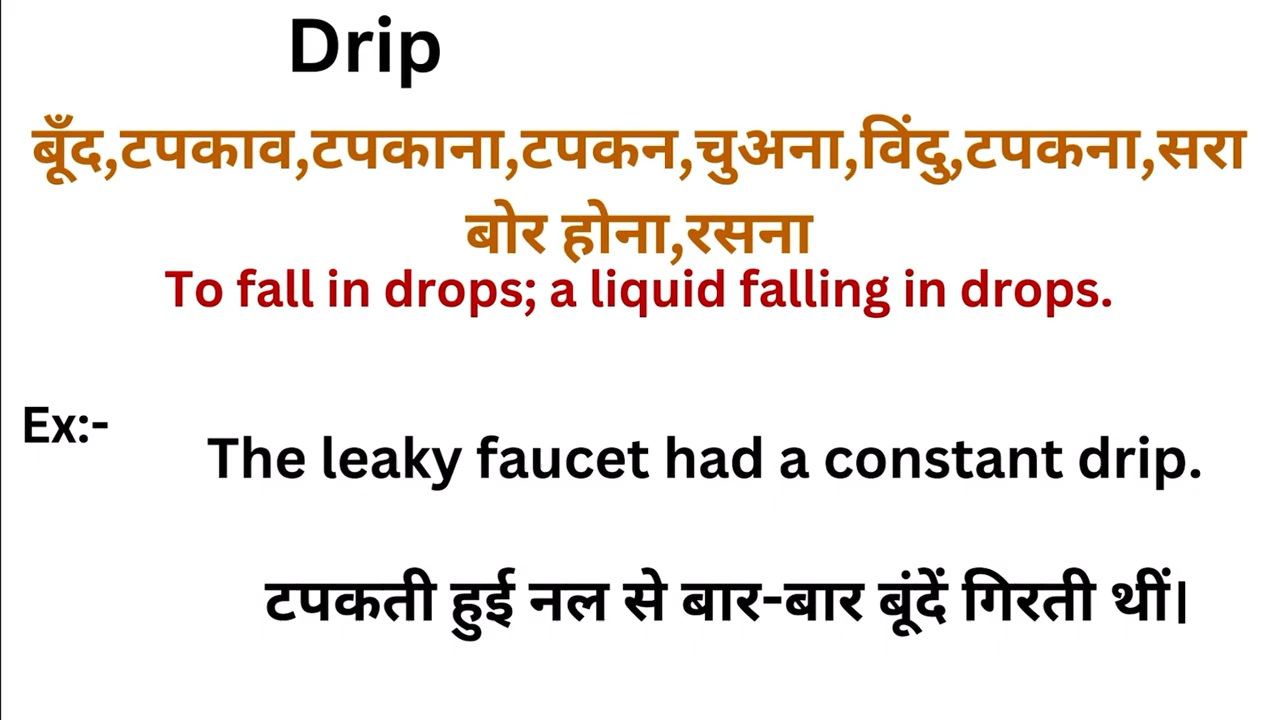 Drip
बूँद,टपकाव,टपकाना,टपकन,चुअना,विंदु,टपकना,सरा
बोर होना,रसना
To fall in drops; a liquid falling in drops.
Ex:-
The leaky faucet had a constant drip.
टपकती हुई नल से बार-बार बूंदें गिरती थीं।